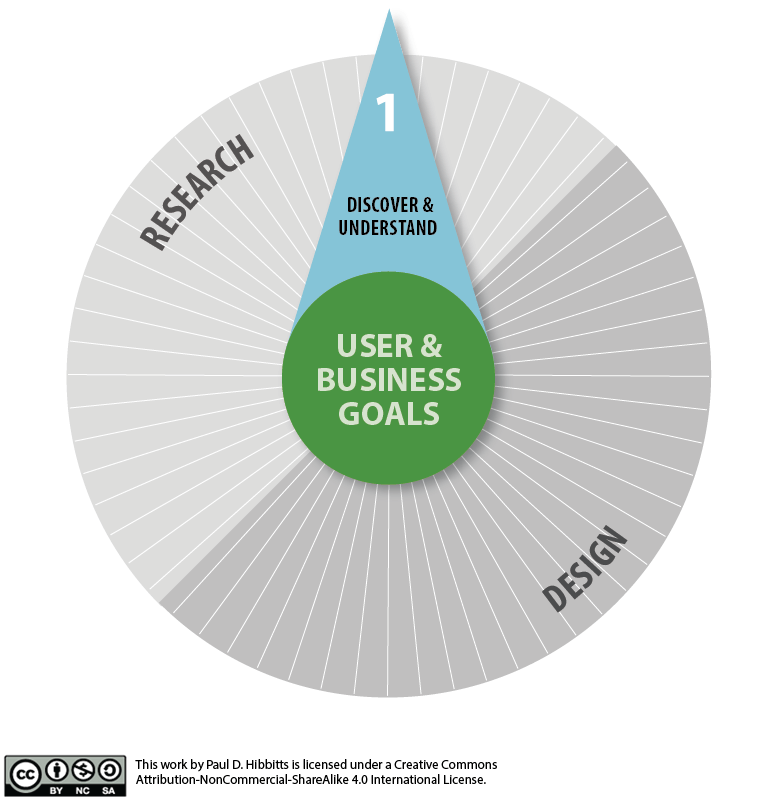 1
DISCOVER &
UNDERSTAND
RESEARCH
USER &
BUSINESS
GOALS
DESIGN
cc
BY NC SA
This work by Paul D. Hibbitts is licensed under a Creative Commons
Attribution-NonCommercial-ShareAlike 4.0 International License.